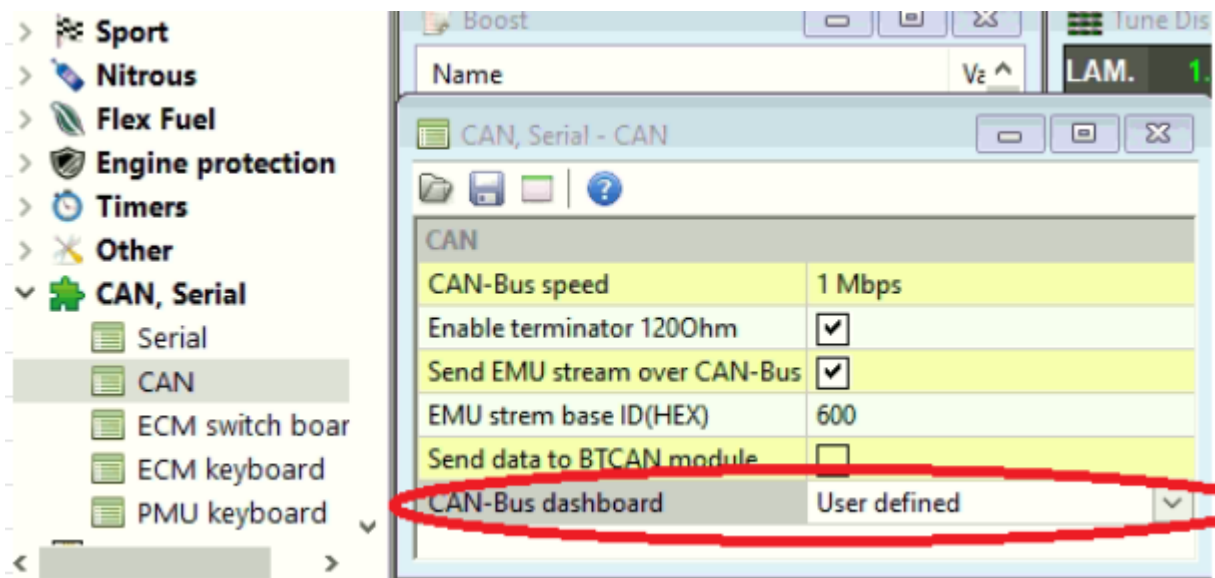 Sport
Nitrous
Flex Fuel
Engine protection
Timers
Other
CAN, Serial
Serial
CAN
ECM switch boar
ECM keyboard
PMU keyboard
Boost
Tune Dis
Name
LAM. 1.
CAN, Serial - CAN
CAN
CAN-Bus speed 1 Mbps
Enable terminator 120Ohm
Send EMU stream over CAN-Bus
EMU strem base ID(HEX) 600
Send data to BTCAN module
CAN-Bus dashboard User defined